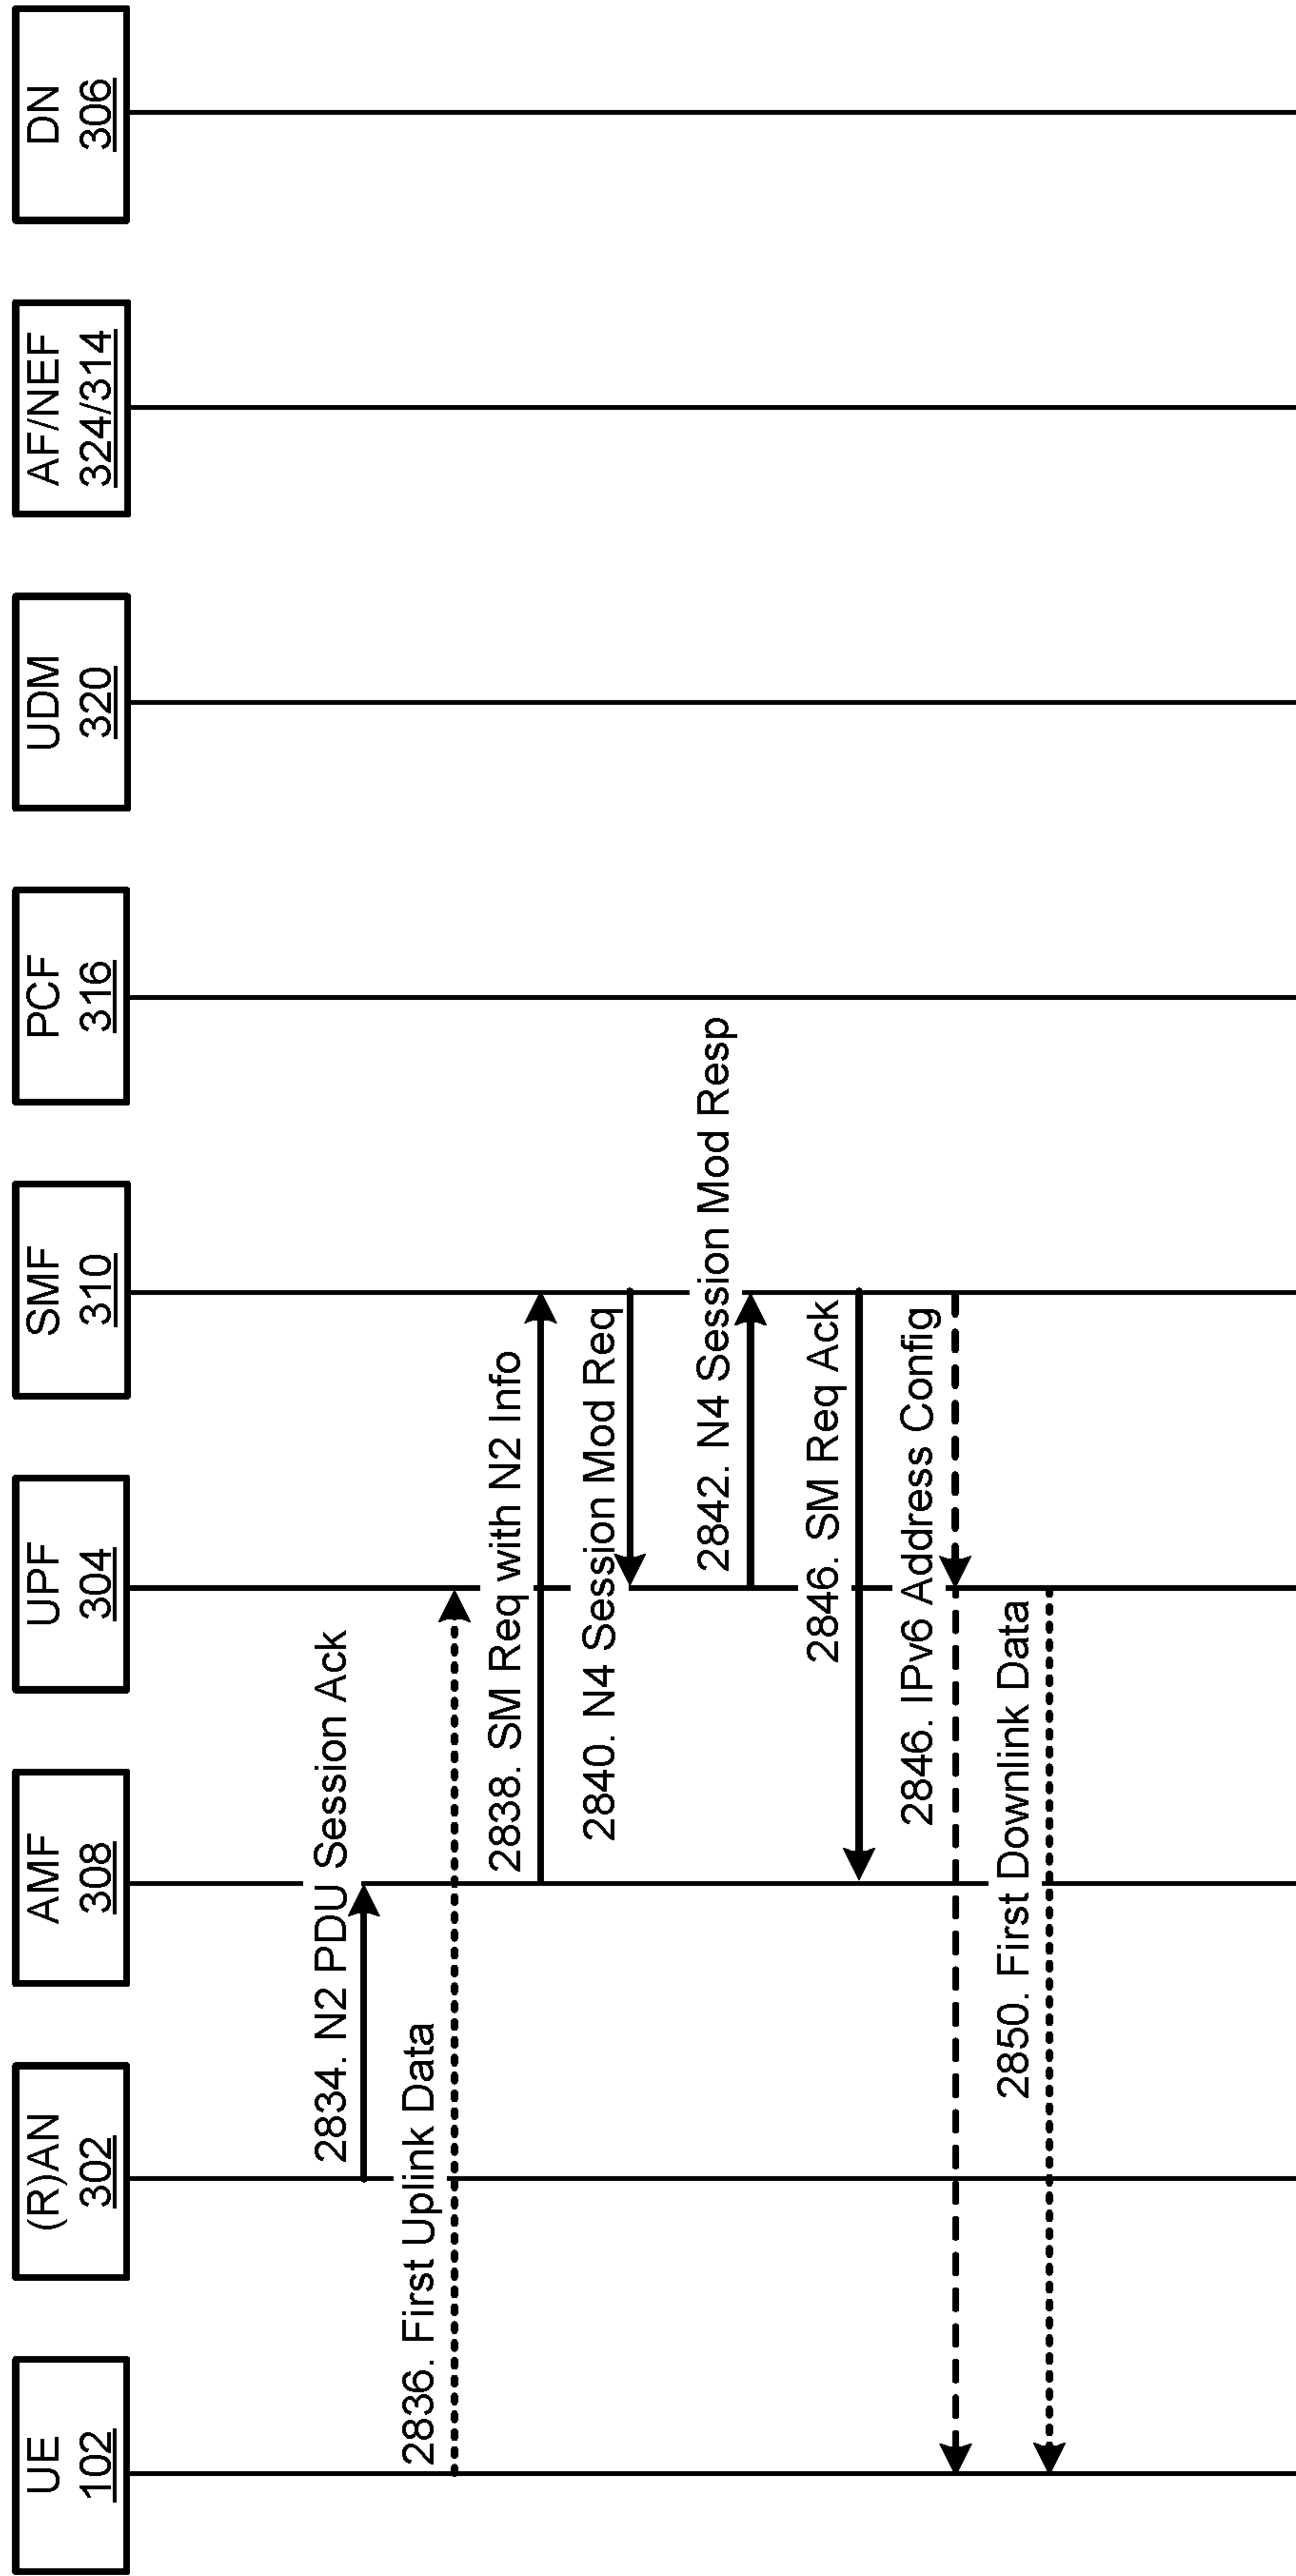 UE
102
(R)AN
302
AMF
308
UPF
304
SMF
310
PCF
316
UDM
320
AF/NEF
324/314
DN
306
2834. N2 PDU Session Ack
2836. First Uplink Data
2838. SM Req with N2 Info
2840. N4 Session Mod Req
2842. N4 Session Mod Resp
2846. SM Req Ack
2846. IPv6 Address Config
2850. First Downlink Data